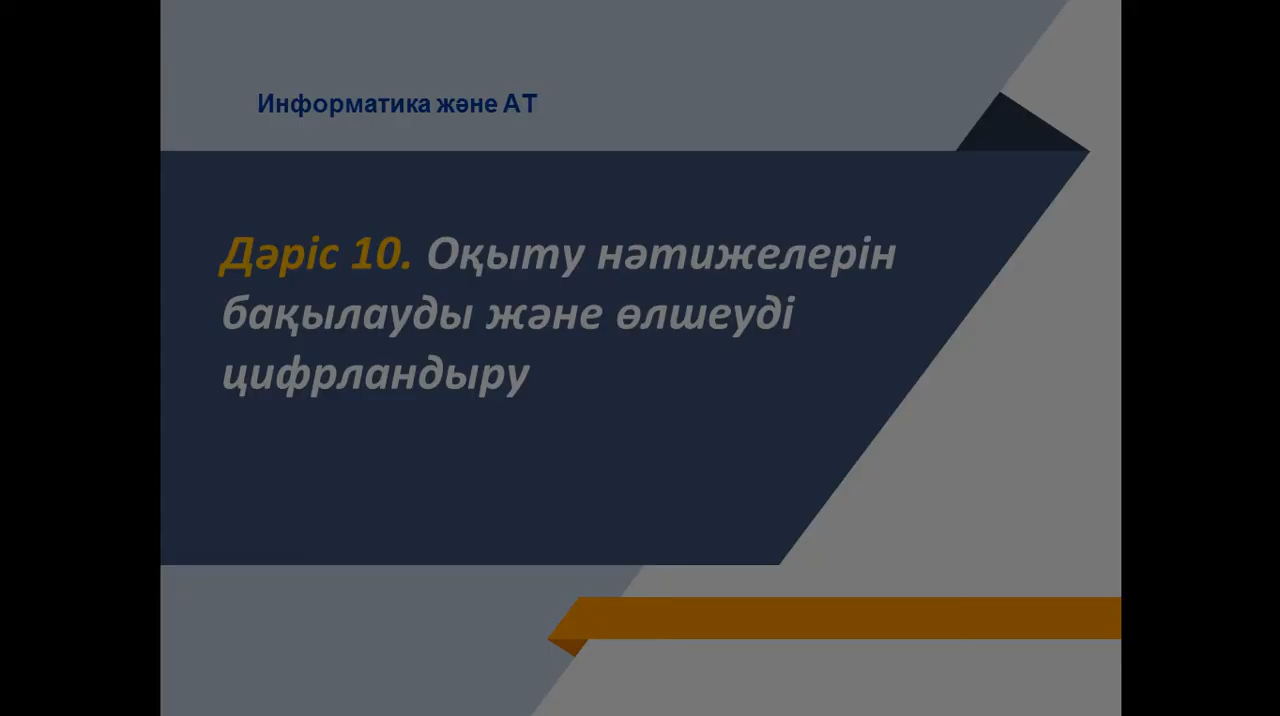 Информатика және АТ
Дәріс 10. Оқыту нәтижелерін
бақылауды және өлшеуді
цифрландыру